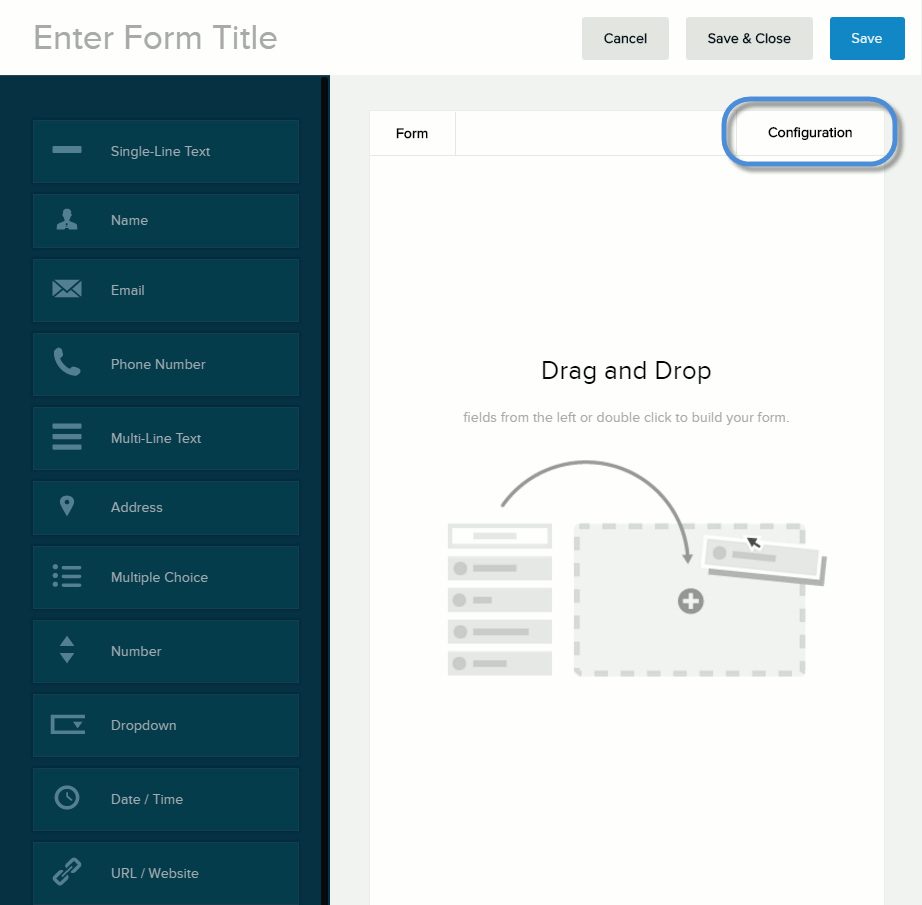 Enter Form Title
Cancel
Save & Close
Save
Form
Configuration
Single-Line Text
Name
Email
Phone Number
Multi-Line Text
Address
Multiple Choice
Number
Dropdown
Date / Time
URL / Website
Drag and Drop
fields from the left or double click to build your form.